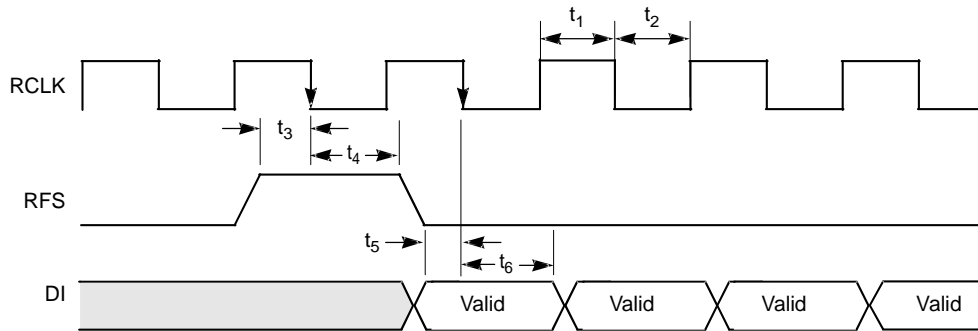 t1 t2
RCLK
t3
t4
RFS
t5
t6
DI Valid Valid Valid Valid